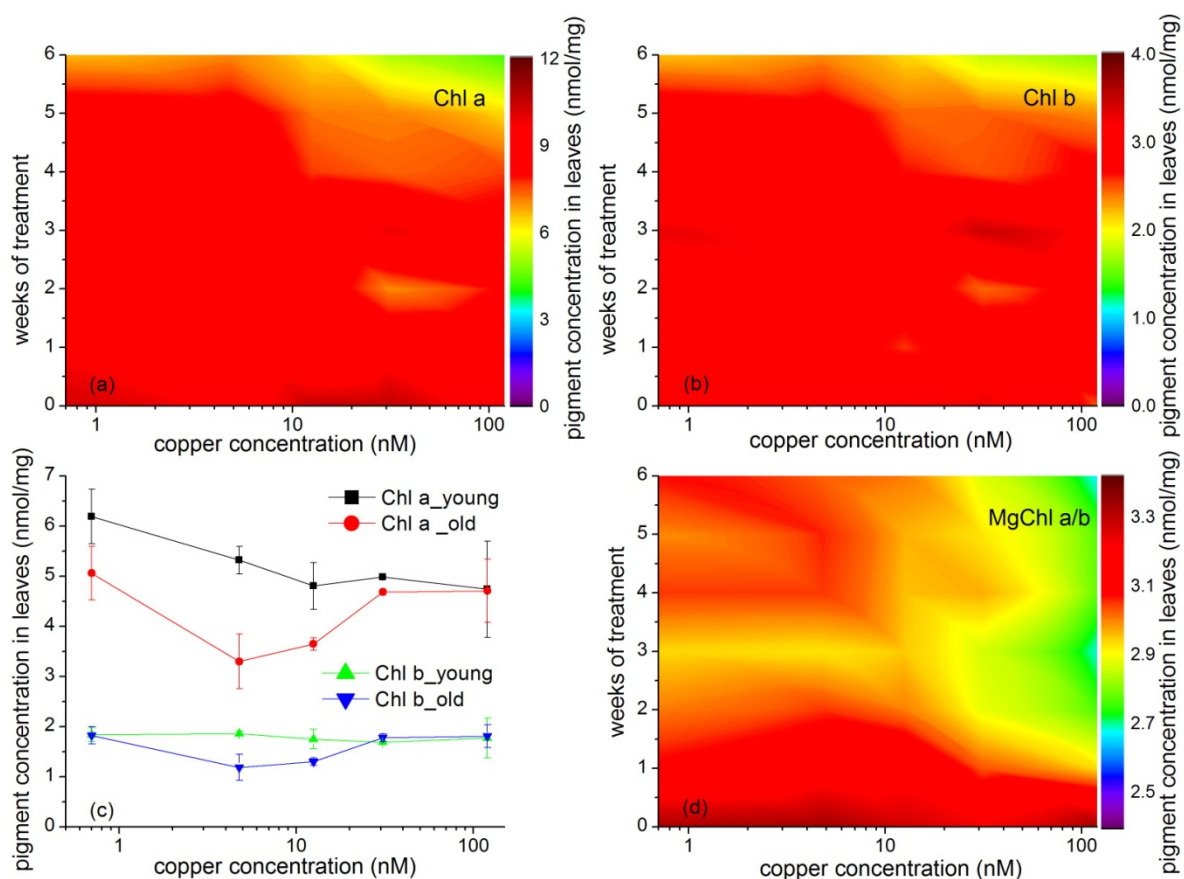 6
5
4
3
2
1
0
weeks of treatment
Chl a
(a)
1
10
100
copper concentration (nM)
12
9
6
3
0
pigment concentration in leaves (nmol/mg)
6
5
4
3
2
1
0
weeks of treatment
Chl b
(b)
1
10
100
copper concentration (nM)
4.0
3.0
2.0
1.0
0.0
pigment concentration in leaves (nmol/mg)
7
6
5
4
3
2
1
0
pigment concentration in leaves (nmol/mg)
Chl a_young
Chl a _old
Chl b_young
Chl b_old
(c)
1
10
100
copper concentration (nM)
6
5
4
3
2
1
0
weeks of treatment
MgChl a/b
(d)
1
10
100
copper concentration (nM)
3.3
3.1
2.9
2.7
2.5
pigment concentration in leaves (nmol/mg)